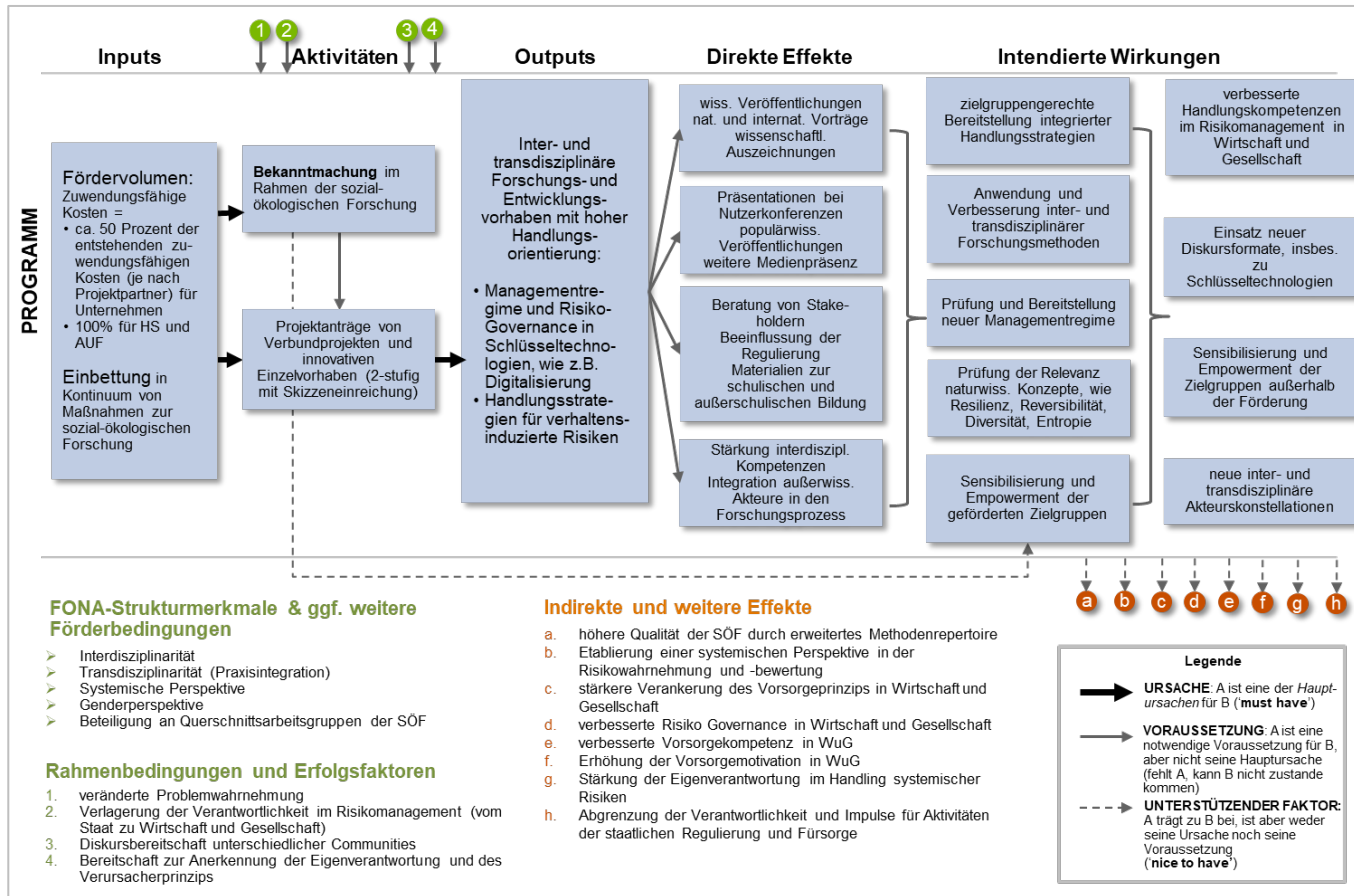 1
2
3
4
Inputs
Aktivitäten
Outputs
Direkte Effekte
Intendierte Wirkungen
PROGRAMM
Fördervolumen:
Zuwendungsfähige
Kosten =
• ca. 50 Prozent der
entstehenden zu-
wendungsfähigen
Kosten (je nach
Projektpartner) für
Unternehmen
• 100% für HS und
AUF
Einbettung in
Kontinuum von
Maßnahmen zur
sozial-ökologischen
Forschung
Bekanntmachung im
Rahmen der sozial-
ökologischen Forschung
Projektanträge von
Verbundprojekten und
innovativen
Einzelvorhaben (2-stufig
mit Skizzeneinreichung)
Inter- und
transdisziplinäre
Forschungs- und
Entwicklungs-
vorhaben mit hoher
Handlungs-
orientierung:
• Managementre-
gime und Risiko-
Governance in
Schlüsseltechno-
logien, wie z.B.
Digitalisierung
• Handlungsstrate-
gien für verhaltens-
induzierte Risiken
wiss. Veröffentlichungen
nat. und internat. Vorträge
wissenschaftl.
Auszeichnungen
Präsentationen bei
Nutzerkonferenzen
populärwiss.
Veröffentlichungen
weitere Medienpräsenz
Beratung von Stake-
holdern
Beeinflussung der
Regulierung
Materialien zur
schulischen und
außerschulischen Bildung
Stärkung interdiszipl.
Kompetenzen
Integration außerwiss.
Akteure in den
Forschungsprozess
zielgruppengerechte
Bereitstellung integrierter
Handlungsstrategien
Anwendung und
Verbesserung inter- und
transdisziplinärer
Forschungsmethoden
Prüfung und Bereitstellung
neuer Managementregime
Prüfung der Relevanz
naturwiss. Konzepte, wie
Resilienz, Reversibilität,
Diversität, Entropie
Sensibilisierung und
Empowerment der
geförderten Zielgruppen
verbesserte
Handlungskompetenzen
im Risikomanagement in
Wirtschaft und
Gesellschaft
Einsatz neuer
Diskursformate, insbes.
zu
Schlüsseltechnologien
Sensibilisierung und
Empowerment der
Zielgruppen außerhalb
der Förderung
neue inter- und
transdisziplinäre
Akteurskonstellationen
a
b
c
d
e
f
g
h
FONA-Strukturmerkmale & ggf. weitere
Förderbedingungen
➢ Interdisziplinarität
➢ Transdisziplinarität (Praxisintegration)
➢ Systemische Perspektive
➢ Genderperspektive
➢ Beteiligung an Querschnittsarbeitsgruppen der SÖF
Rahmenbedingungen und Erfolgsfaktoren
1. veränderte Problemwahrnehmung
2. Verlagerung der Verantwortlichkeit im Risikomanagement (vom
Staat zu Wirtschaft und Gesellschaft)
3. Diskursbereitschaft unterschiedlicher Communities
4. Bereitschaft zur Anerkennung der Eigenverantwortung und des
Verursacherprinzips
Indirekte und weitere Effekte
a. höhere Qualität der SÖF durch erweitertes Methodenrepertoire
b. Etablierung einer systemischen Perspektive in der
Risikowahrnehmung und -bewertung
c. stärkere Verankerung des Vorsorgeprinzips in Wirtschaft und
Gesellschaft
d. verbesserte Risiko Governance in Wirtschaft und Gesellschaft
e. verbesserte Vorsorgekompetenz in WuG
f. Erhöhung der Vorsorgemotivation in WuG
g. Stärkung der Eigenverantwortung im Handling systemischer
Risiken
h. Abgrenzung der Verantwortlichkeit und Impulse für Aktivitäten
der staatlichen Regulierung und Fürsorge
Legende
URSACHE: A ist eine der Haupt-
ursachen für B (‘must have’)
VORAUSSETZUNG: A ist eine
notwendige Voraussetzung für B,
aber nicht seine Hauptursache
(fehlt A, kann B nicht zustande
kommen)
UNTERSTÜTZENDER FAKTOR:
A trägt zu B bei, ist aber weder
seine Ursache noch seine
Voraussetzung
(‘nice to have’)